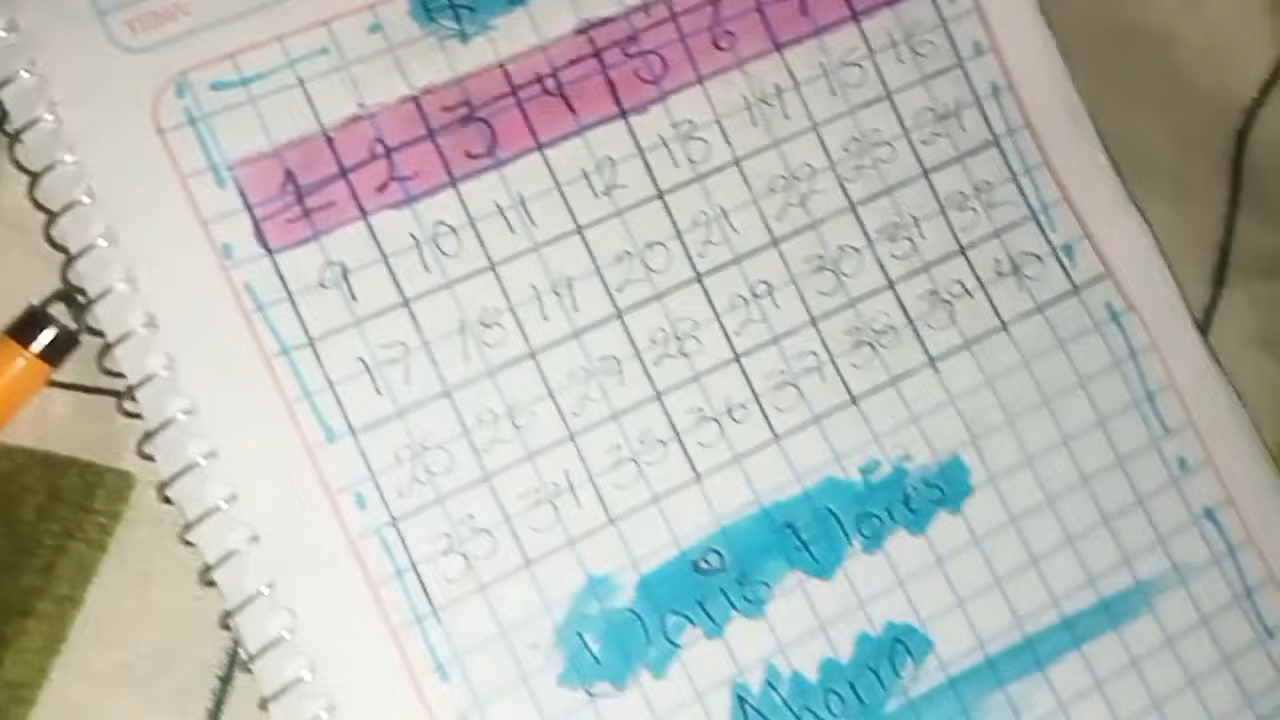 TEMA:
$
1 2 3 4 5 6 7
9 10 11 12 13 14 15 16
17 18 19 20 21 22 23 24
25 26 27 28 29 30 31 32
33 34 35 36 37 38 39 40
Doris Flores
Ahorro